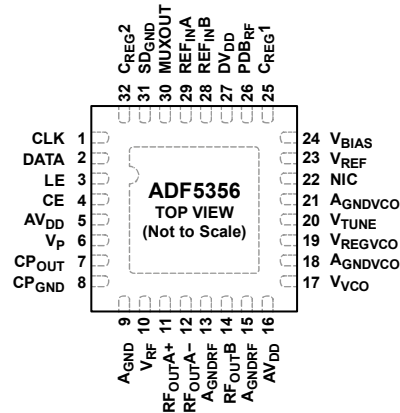 CREG2
SDGND
MUXOUT
REFINA
REFINB
DVDD
PDBRF
CREG1
32 31 30 29 28 27 26 25
CLK 1
DATA 2
LE 3
CE 4
AVDD 5
VP 6
CPOUT 7
CPGND 8
ADF5356
TOP VIEW
(Not to Scale)
24 VBIAS
23 VREF
22 NIC
21 AGNDVCO
20 VTUNE
19 VREGVCO
18 AGNDVCO
17 VVCO
9 10 11 12 13 14 15 16
AGND
VRF
RFOUTA+
RFOUTA−
AGNDRF
RFOUTB
AGNDRF
AVDD